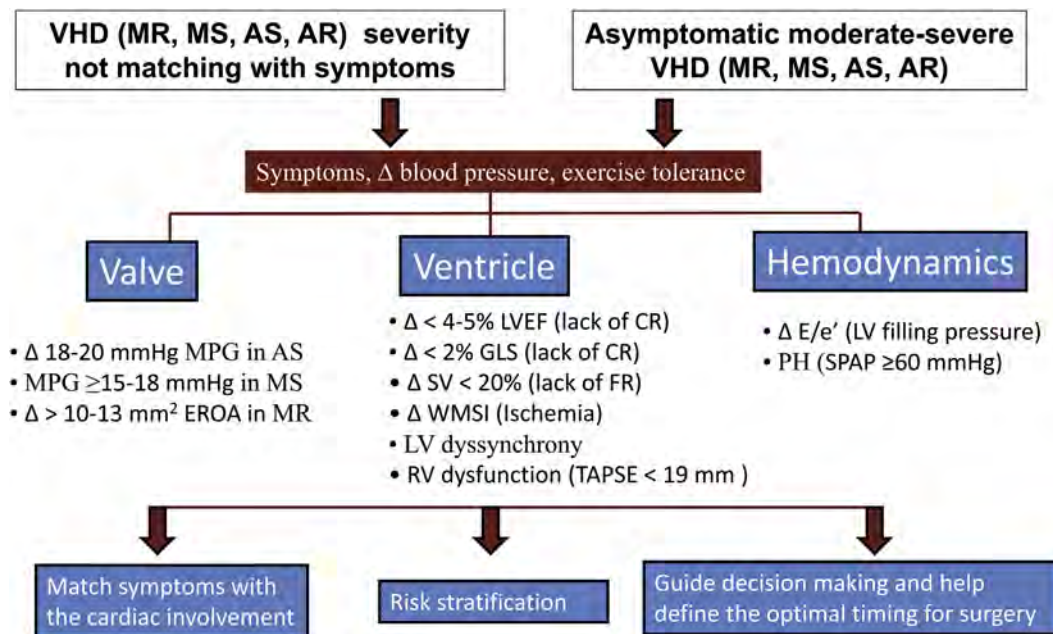 VHD (MR, MS, AS, AR) severity
not matching with symptoms
Asymptomatic moderate-severe
VHD (MR, MS, AS, AR)
Symptoms, Δ blood pressure, exercise tolerance
Valve
• Δ 18-20 mmHg MPG in AS
• MPG ≥15-18 mmHg in MS
• Δ > 10-13 mm² EROA in MR
Ventricle
• Δ < 4-5% LVEF (lack of CR)
• Δ < 2% GLS (lack of CR)
• Δ SV < 20% (lack of FR)
• Δ WMSI (Ischemia)
• LV dyssynchrony
• RV dysfunction (TAPSE < 19 mm )
Hemodynamics
• Δ E/e’ (LV filling pressure)
• PH (SPAP ≥60 mmHg)
Match symptoms with
the cardiac involvement
Risk stratification
Guide decision making and help
define the optimal timing for surgery